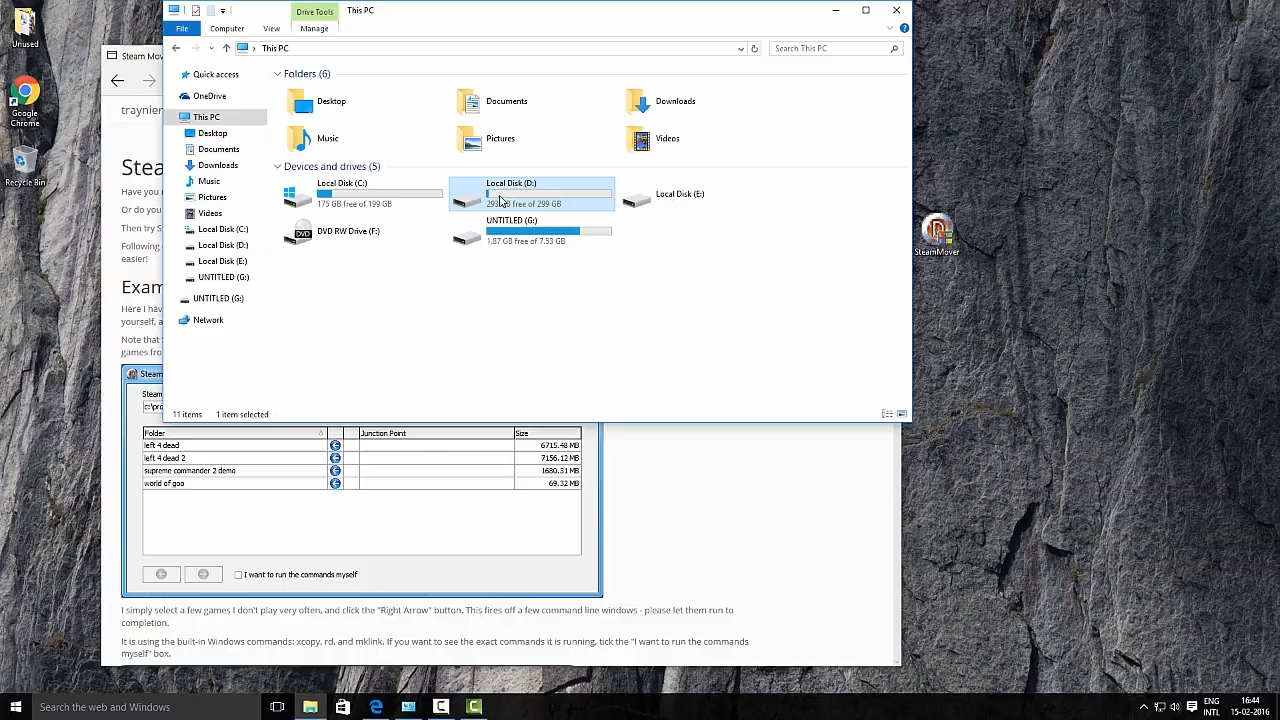 Drive Tools
This PC
File
Computer
View
Manage
This PC
Search This PC
Quick access
OneDrive
This PC
Desktop
Documents
Downloads
Music
Pictures
Videos
Local Disk (C:)
Local Disk (D:)
Local Disk (E:)
UNTITLED (G:)
UNTITLED (G:)
Network
Folders (6)
Desktop
Documents
Downloads
Music
Pictures
Videos
Devices and drives (5)
Local Disk (C:)
175 GB free of 199 GB
Local Disk (D:)
free of 299 GB
Local Disk (E:)
DVD RW Drive (F:)
DVD
UNTITLED (G:)
1.87 GB free of 7.53 GB
11 items
1 item selected
Unused
Google
Chrome
Recycle Bin
SteamMover
Steam Mov
traynier
Stea
Have you
Or do you
Then try S
Following
easier!
Exam
Here I hav
yourself, a
Note that
games fro
Steam
Steam
c:\pro
Folder
Junction Point
Size
left 4 dead
6715.48 MB
left 4 dead 2
7156.12 MB
supreme commander 2 demo
1680.31 MB
world of goo
69.32 MB
I want to run the commands myself
I simply select a few games I don't play very often, and click the "Right Arrow" button. This fires off a few command line windows - please let them run to
completion.
It is using the built-in Windows commands: xcopy, rd, and mklink. If you want to see the exact commands it is running, tick the "I want to run the commands
myself" box.
Search the web and Windows
ENG
INTL
16:44
15-02-2016